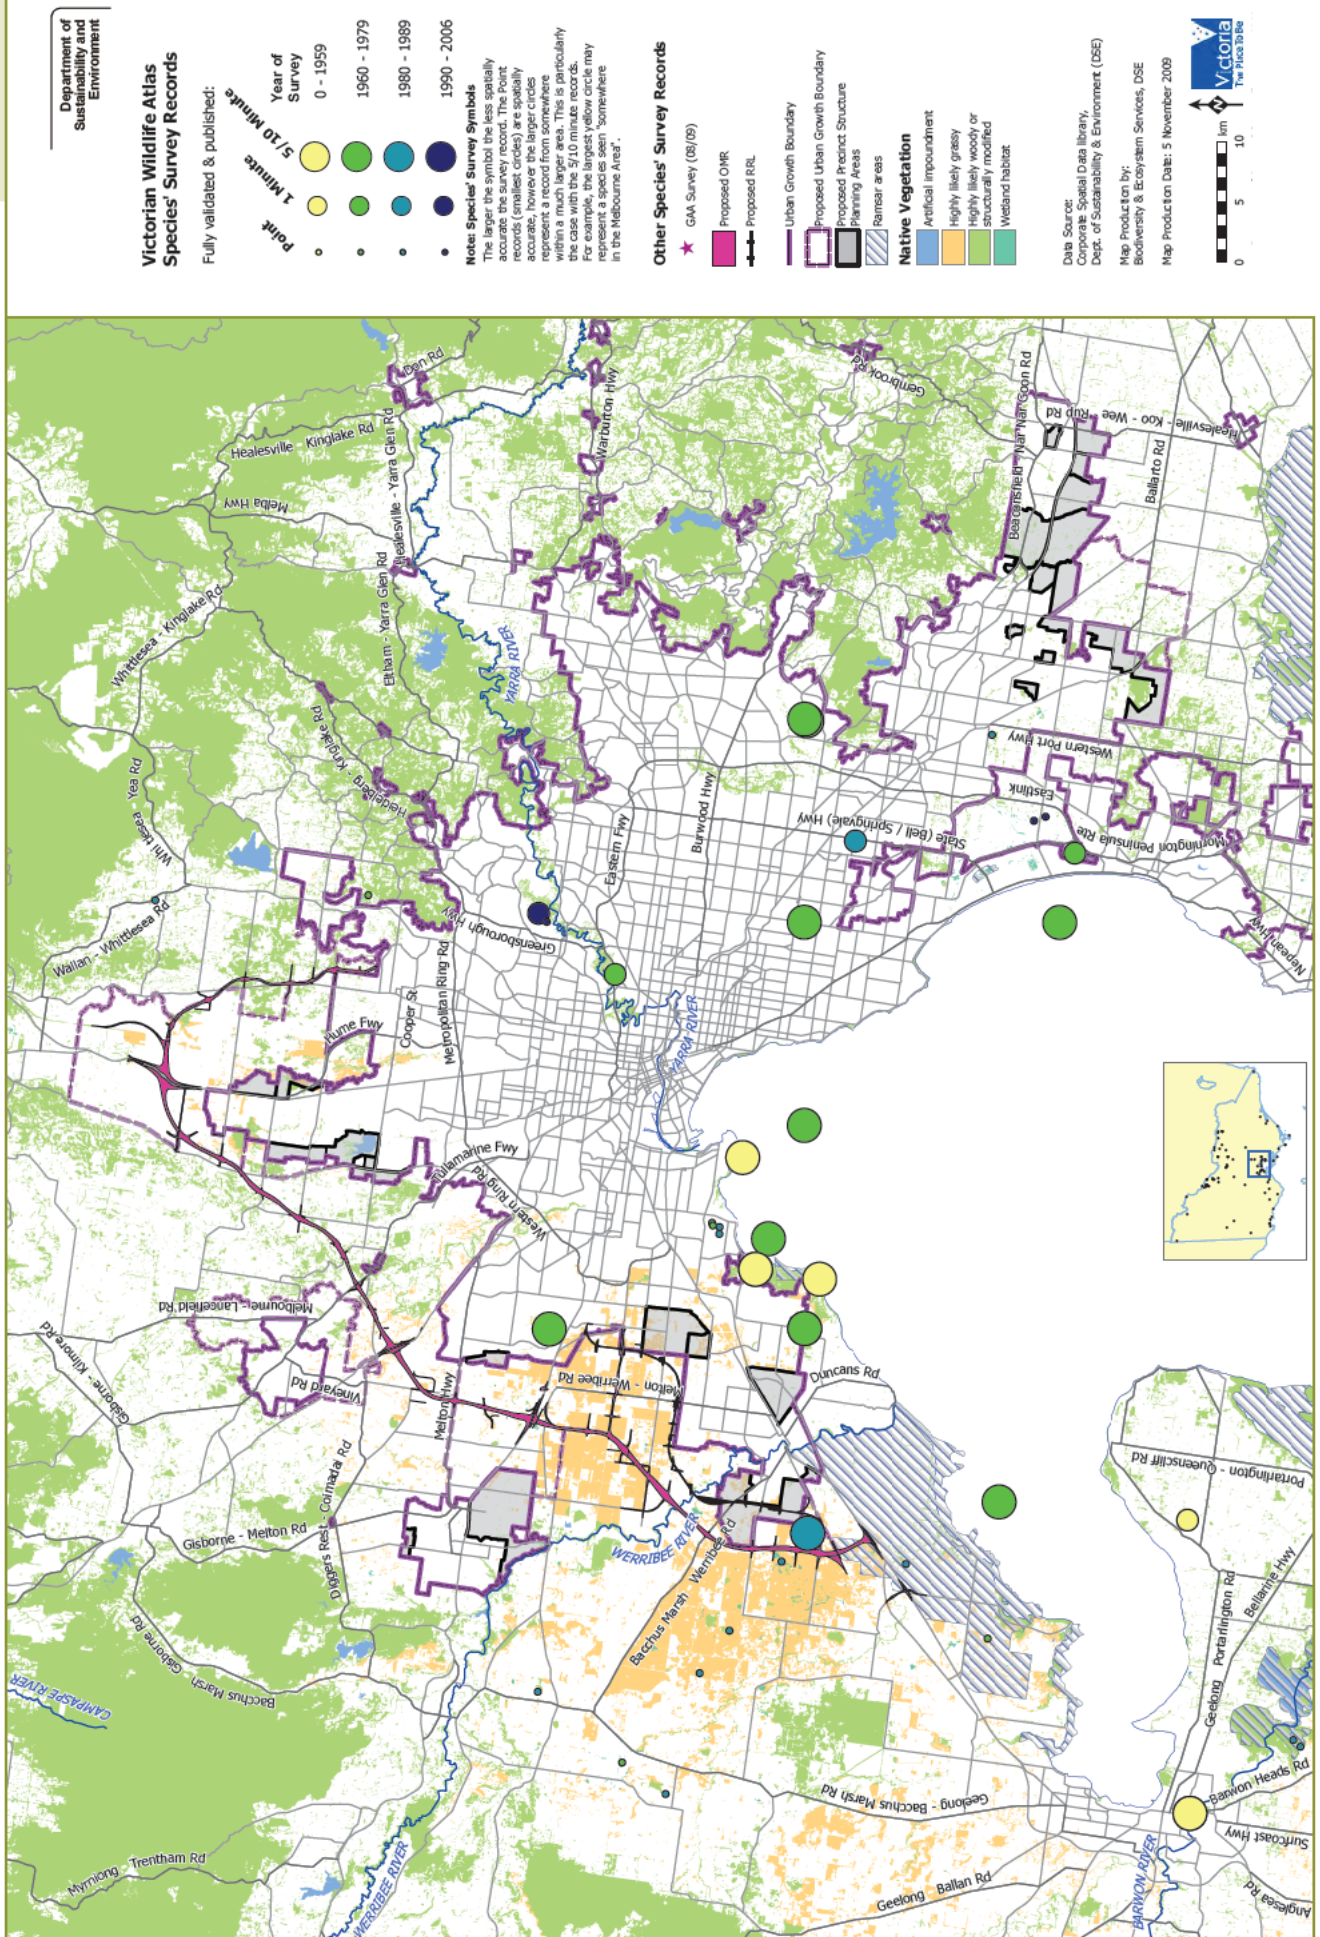 Department of
Sustainability and
Environment
Victorian Wildlife Atlas
Species' Survey Records
Fully validated & published:
Point
1 Minute
5/10 Minute
Year of
Survey
0 - 1959
1960 - 1979
1980 - 1989
1990 - 2006
Note: Species' Survey Symbols
The larger the symbol the less spatially
accurate the survey record. The Point
records (smallest circles) are spatially
accurate, however the larger circles
represent a record from somewhere
within a much larger area. This is particularly
the case with the 5/10 minute records.
For example, the largest yellow circle may
represent a species seen "somewhere
in the Melbourne Area".
Other Species' Survey Records
GAA Survey (08/09)
Proposed OMR
Proposed RRL
Urban Growth Boundary
Proposed Urban Growth Boundary
Proposed Precinct Structure
Planning Areas
Ramsar areas
Native Vegetation
Artificial impoundment
Highly likely grassy
Highly likely woody or
structurally modified
Wetland habitat
Data Source:
Corporate Spatial Data library,
Dept. of Sustainability & Environment (DSE)
Map Production by:
Biodiversity & Ecosystem Services, DSE
Map Production Date: 5 November 2009
0
5
10
km
N
Victoria
The Place To Be
CAMPASPE RIVER
Myrniong Trentham Rd
WERRIBEE RIVER
Bacchus Marsh
Gisborne Rd
Gisborne - Kilmore Rd
Gisborne
Gisborne - Melton Rd
Diggers Rest - Coimadai Rd
Vineyard Rd
Melbourne - Lancefield Rd
Melton Hwy
Melton - Werribee Rd
Bacchus Marsh Werribee Rd
WERRIBEE RIVER
Geelong - Bacchus Marsh Rd
Geelong Ballan Rd
BARWON RIVER
Anglesea Rd
Surfcoast Hwy
Barwon Heads Rd
Geelong Portarlington Rd
Bellarine Hwy
Portarlington - Queenscliff Rd
Duncans Rd
Western Ring Rd
Tullamarine Fwy
Hume Fwy
Cooper St
Metropolitan Ring Rd
Wallan - Whittlesea Rd
Whittlesea Yea Rd
Whittlesea - Kinglake Rd
Heidelberg - Kinglake Rd
Greensborough Hwy
Eltham - Yarra Glen Rd
Healesville - Yarra Glen Rd
Melba Hwy
Healesville Kinglake Rd
Don Rd
YARRA RIVER
YARRA RIVER
Warburton Hwy
Eastern Fwy
Burwood Hwy
State (Bell / Springvale) Hwy
Eastlink
Mornington Peninsula Rte
Nepean Hwy
Western Port Hwy
Gembrook Rd
Beaconsfield - Nar Nar Goon Rd
Healesville - Koo - Wee - Rup Rd
Ballarto Rd